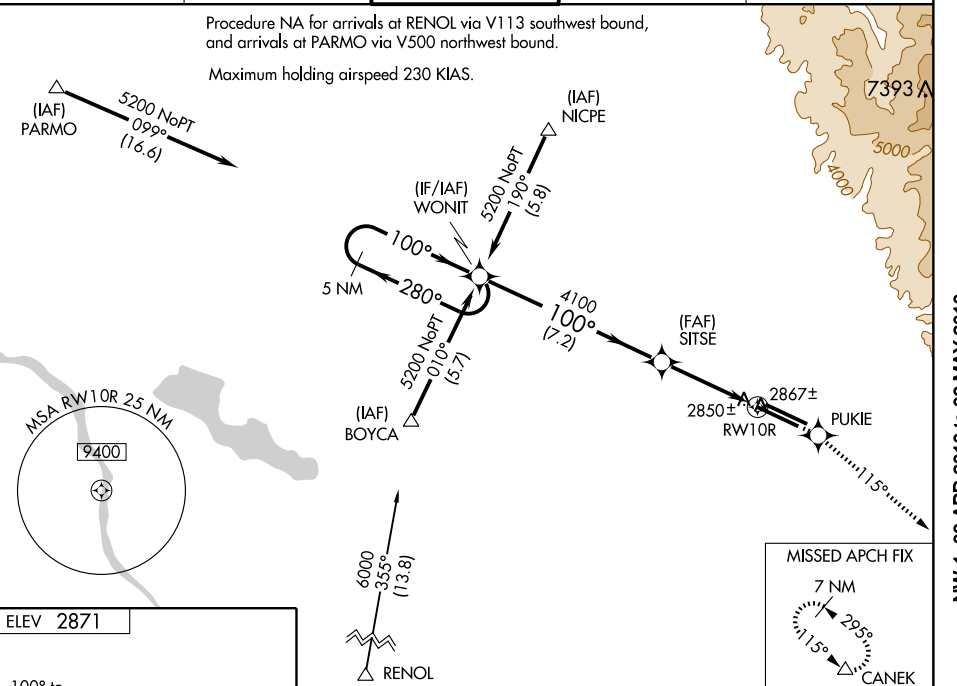 Procedure NA for arrivals at RENOL via V113 southwest bound,
and arrivals at PARMO via V500 northwest bound.
Maximum holding airspeed 230 KIAS.
7393
5000
4000
(IAF)
PARMO
5200 NoPT
099°
(16.6)
(IAF)
NICPE
5200 NoPT
190°
(5.8)
(IF/IAF)
WONIT
100°
280°
5 NM
4100
100°
(7.2)
(FAF)
SITSE
5200 NoPT
010°
(5.7)
(IAF)
BOYCA
2850±
2867±
RW10R
PUKIE
115°
MSA RW10R 25 NM
9400
6000
355°
(13.8)
RENOL
MISSED APCH FIX
7 NM
295°
115°
CANEK
ELEV 2871
100° to